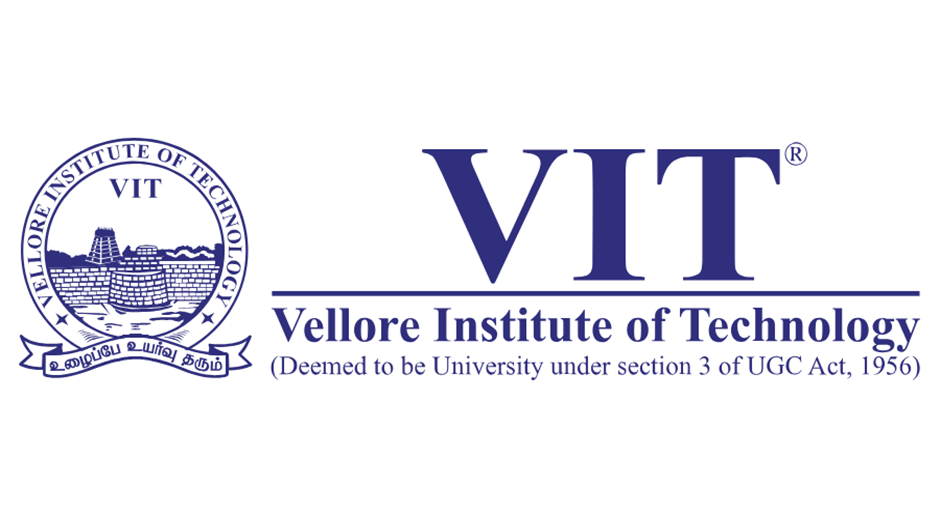 VELLORE INSTITUTE OF TECHNOLOGY
VIT
உழைப்பே உயர்வு தரும்
VIT®
Vellore Institute of Technology
(Deemed to be University under section 3 of UGC Act, 1956)